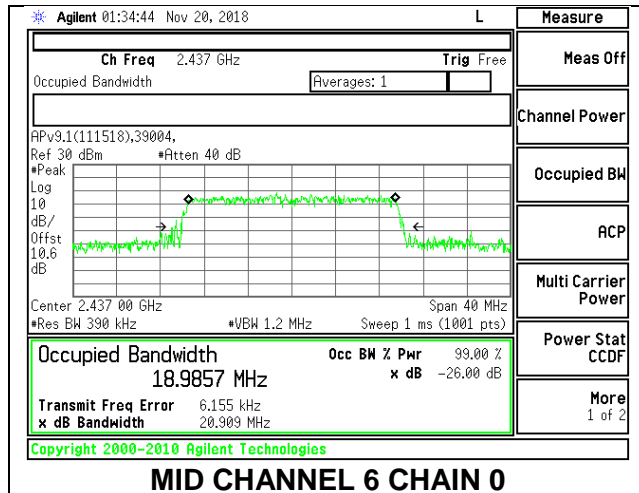 Agilent 01:34:44 Nov 20, 2018 L
Measure
Ch Freq 2.437 GHz Trig Free
Occupied Bandwidth Averages: 1
Meas Off
Channel Power
APv9.1(111518),39004,
Ref 30 dBm #Atten 40 dB
#Peak
Log
10
dB/
Offst
10.6
dB
Occupied BW
ACP
Center 2.437 00 GHz Span 40 MHz
#Res BW 390 kHz #VBW 1.2 MHz Sweep 1 ms (1001 pts)
Multi Carrier
Power
Occupied Bandwidth Occ BW % Pwr 99.00 %
18.9857 MHz x dB -26.00 dB
Power Stat
CCDF
Transmit Freq Error 6.155 kHz
x dB Bandwidth 20.909 MHz
More
1 of 2
Copyright 2000-2010 Agilent Technologies
MID CHANNEL 6 CHAIN 0